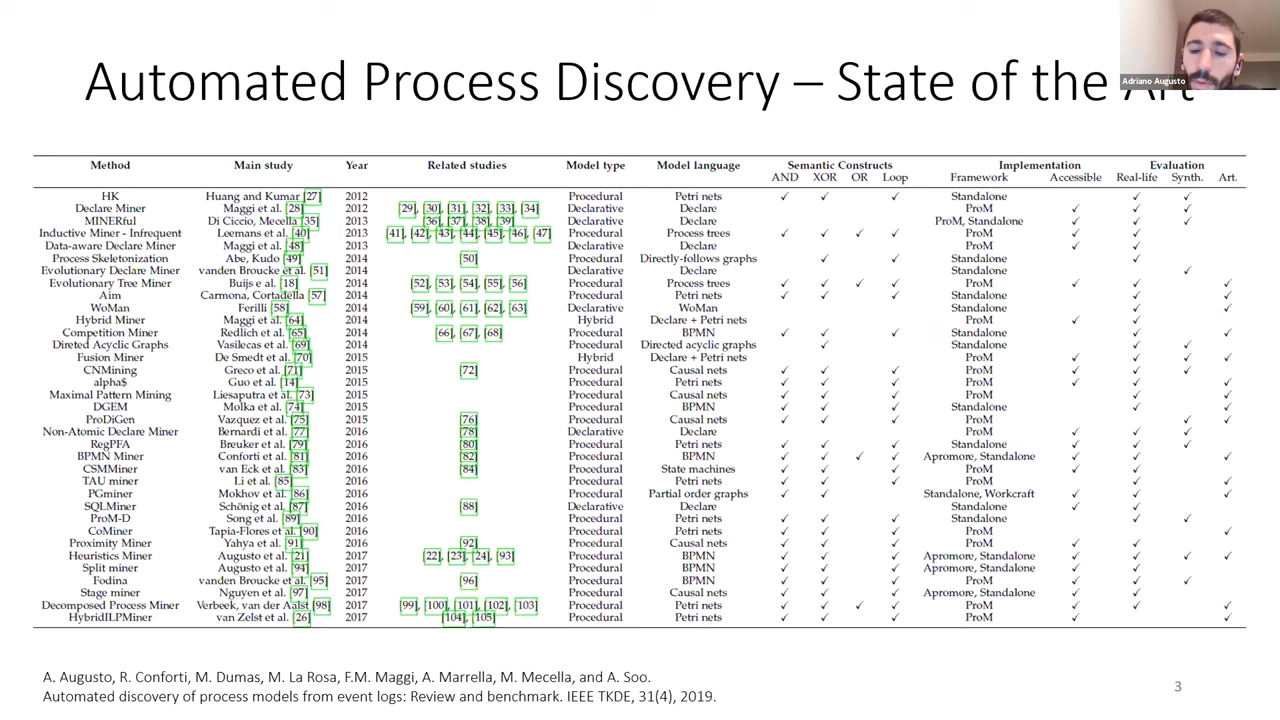 Adriano Augusto
Automated Process Discovery – State of the Art
Method Main study Year Related studies Model type Model language Semantic Constructs Implementation Evaluation
AND XOR OR Loop Framework Accessible Real-life Synth. Art.
HK Huang and Kumar [27] 2012 Procedural Petri nets ✓ ✓ ✓ Standalone ✓ ✓
Declare Miner Maggi et al. [28] 2012 [29], [30], [31], [32], [33], [34] Declarative Declare ProM ✓ ✓ ✓
MINERful Di Ciccio, Mecella [35] 2013 [36], [37], [38], [39] Declarative Declare ProM, Standalone ✓ ✓ ✓
Inductive Miner - Infrequent Leemans et al. [40] 2013 [41], [42], [43], [44], [45], [46], [47] Procedural Process trees ✓ ✓ ✓ ✓ ProM ✓ ✓
Data-aware Declare Miner Maggi et al. [48] 2013 Declarative Declare ProM ✓ ✓
Process Skeletonization Abe, Kudo [49] 2014 [50] Procedural Directly-follows graphs ✓ ✓ Standalone ✓
Evolutionary Declare Miner vanden Broucke et al. [51] 2014 Declarative Declare Standalone ✓
Evolutionary Tree Miner Buijs e al. [18] 2014 [52], [53], [54], [55], [56] Procedural Process trees ✓ ✓ ✓ ✓ ProM ✓ ✓ ✓
Aim Carmona, Cortadella [57] 2014 Procedural Petri nets ✓ ✓ ✓ Standalone ✓ ✓
WoMan Ferilli [58] 2014 [59], [60], [61], [62], [63] Declarative WoMan Standalone ✓ ✓
Hybrid Miner Maggi et al. [64] 2014 Hybrid Declare + Petri nets ProM ✓ ✓
Competition Miner Redlich et al. [65] 2014 [66], [67], [68] Procedural BPMN ✓ ✓ ✓ Standalone ✓ ✓
Direted Acyclic Graphs Vasilecas et al. [69] 2014 Procedural Directed acyclic graphs ✓ Standalone ✓ ✓
Fusion Miner De Smedt et al. [70] 2015 Hybrid Declare + Petri nets ProM ✓ ✓ ✓ ✓
CNMining Greco et al. [71] 2015 [72] Procedural Causal nets ✓ ✓ ✓ ProM ✓ ✓ ✓
alpha$ Guo et al. [14] 2015 Procedural Petri nets ✓ ✓ ✓ ProM ✓ ✓ ✓
Maximal Pattern Mining Liesaputra et al. [73] 2015 Procedural Causal nets ✓ ✓ ✓ ProM ✓ ✓
DGEM Molka et al. [74] 2015 Procedural BPMN ✓ ✓ ✓ Standalone ✓ ✓
ProDiGen Vazquez et al. [75] 2015 [76] Procedural Causal nets ✓ ✓ ✓ ProM ✓ ✓
Non-Atomic Declare Miner Bernardi et al. [77] 2016 [78] Declarative Declare ProM ✓ ✓ ✓
RegPFA Breuker et al. [79] 2016 [80] Procedural Petri nets ✓ ✓ ✓ Standalone ✓ ✓ ✓
BPMN Miner Conforti et al. [81] 2016 [82] Procedural BPMN ✓ ✓ ✓ ✓ Apromore, Standalone ✓ ✓ ✓
CSMMiner van Eck et al. [83] 2016 [84] Procedural State machines ✓ ✓ ✓ ProM ✓ ✓
TAU miner Li et al. [85] 2016 Procedural Petri nets ✓ ✓ ✓ ProM ✓
PGminer Mokhov et al. [86] 2016 Procedural Partial order graphs ✓ ✓ Standalone, Workcraft ✓ ✓ ✓
SQLMiner Schönig et al. [87] 2016 [88] Declarative Declare Standalone ✓ ✓
ProM-D Song et al. [89] 2016 Procedural Petri nets ✓ ✓ ✓ Standalone ✓ ✓
CoMiner Tapia-Flores et al. [90] 2016 Procedural Petri nets ✓ ✓ ✓ ProM ✓
Proximity Miner Yahya et al. [91] 2016 [92] Procedural Causal nets ✓ ✓ ✓ ProM ✓ ✓
Heuristics Miner Augusto et al. [21] 2017 [22], [23], [24], [93] Procedural BPMN ✓ ✓ ✓ Apromore, Standalone ✓ ✓ ✓ ✓
Split miner Augusto et al. [94] 2017 Procedural BPMN ✓ ✓ ✓ Apromore, Standalone ✓ ✓
Fodina vanden Broucke et al. [95] 2017 [96] Procedural BPMN ✓ ✓ ✓ ProM ✓ ✓ ✓
Stage miner Nguyen et al. [97] 2017 Procedural Causal nets ✓ ✓ ✓ Apromore, Standalone ✓ ✓
Decomposed Process Miner Verbeek, van der Aalst [98] 2017 [99], [100], [101], [102], [103] Procedural Petri nets ✓ ✓ ✓ ✓ ProM ✓ ✓ ✓
HybridILPMiner van Zelst et al. [26] 2017 [104], [105] Procedural Petri nets ✓ ✓ ✓ ProM ✓ ✓
A. Augusto, R. Conforti, M. Dumas, M. La Rosa, F.M. Maggi, A. Marrella, M. Mecella, and A. Soo.
Automated discovery of process models from event logs: Review and benchmark. IEEE TKDE, 31(4), 2019.
3